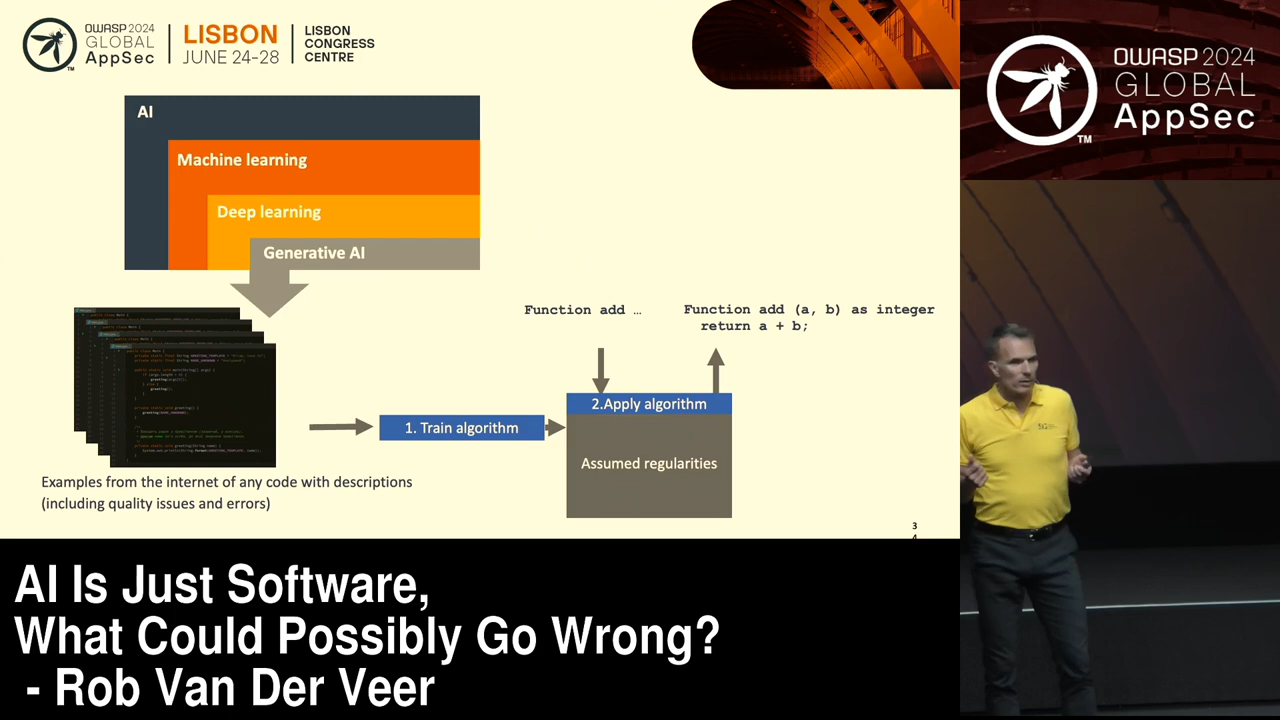 OWASP 2024
GLOBAL
AppSec
TM
LISBON
JUNE 24-28
LISBON
CONGRESS
CENTRE
OWASP 2024
GLOBAL
AppSec
TM
AI
Machine learning
Deep learning
Generative AI
Function add …
Function add (a, b) as integer
return a + b;
2.Apply algorithm
1. Train algorithm
Assumed regularities
Examples from the internet of any code with descriptions
(including quality issues and errors)
3
4
AI Is Just Software,
What Could Possibly Go Wrong?
- Rob Van Der Veer